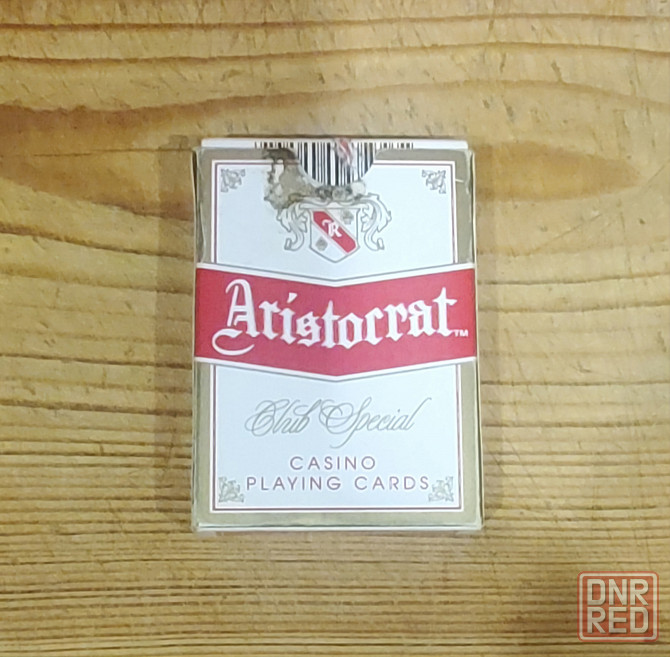 R
Aristocrat™
Club Special
CASINO
PLAYING CARDS
DNR
RED